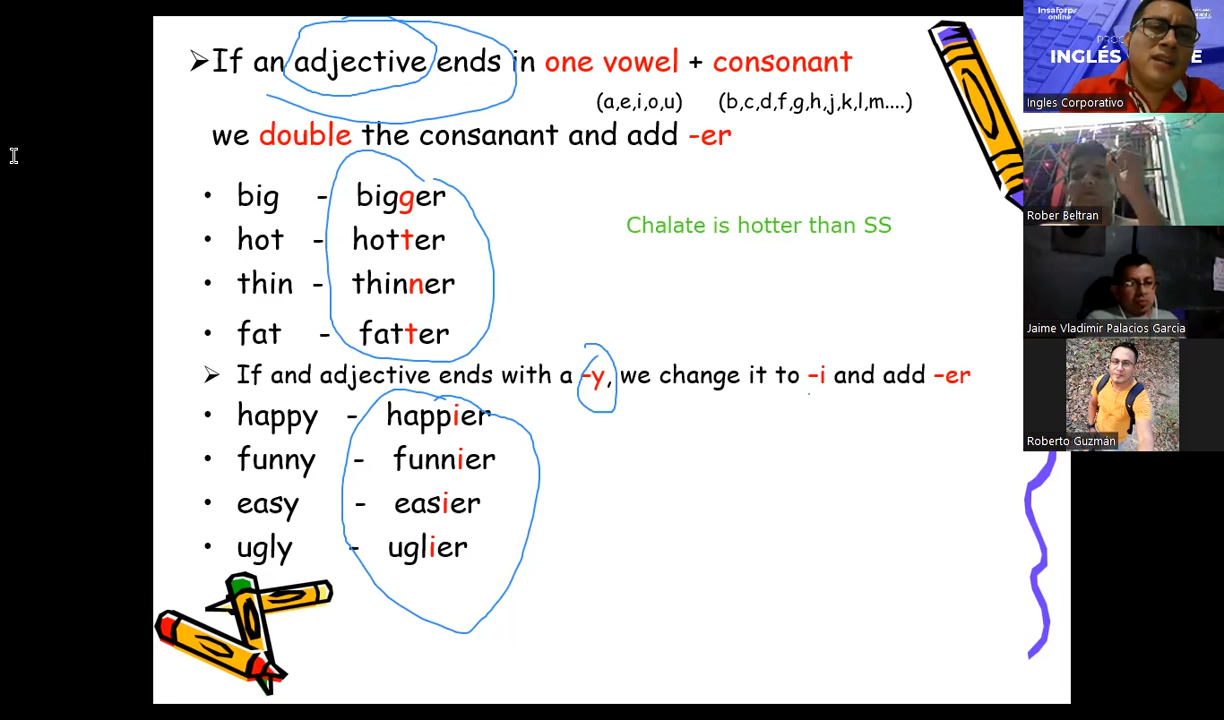 If an adjective ends in one vowel + consonant
(a,e,i,o,u) (b,c,d,f,g,h,j,k,l,m....)
we double the consanant and add -er
• big - bigger
• hot - hotter
• thin - thinner
• fat - fatter
Chalate is hotter than SS
If and adjective ends with a -y, we change it to -i and add -er
• happy - happier
• funny - funnier
• easy - easier
• ugly - uglier
Insaforp
online
INGLÉS
Ingles Corporativo
Rober Beltran
Jaime Vladimir Palacios Garcia
Roberto Guzmán